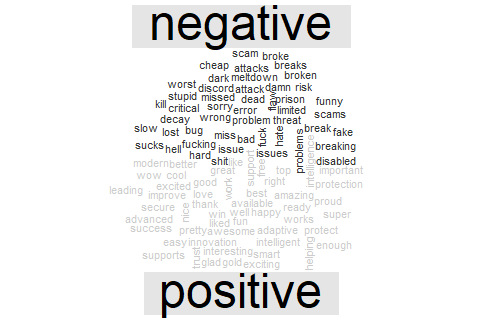 negative
scam broke
cheap attacks breaks
dark meltdown broken
worst discord attack damn risk
stupid missed dead flaw prison funny
kill critical sorry error limited scams
decay wrong problem threat
slow lost bug miss bad fuck hate break fake
sucks hell fucking issue issues problems breaking
hard shit disabled
modern better like support free top intelligence important
wow cool great right protection
leading excited good work
improve love best amazing proud
secure nice thank available ready super
advanced win well happy works
success liked fun
pretty awesome adaptive protect
easy innovation intelligent enough
supports trust interesting smart helping
glad gold exciting
positive